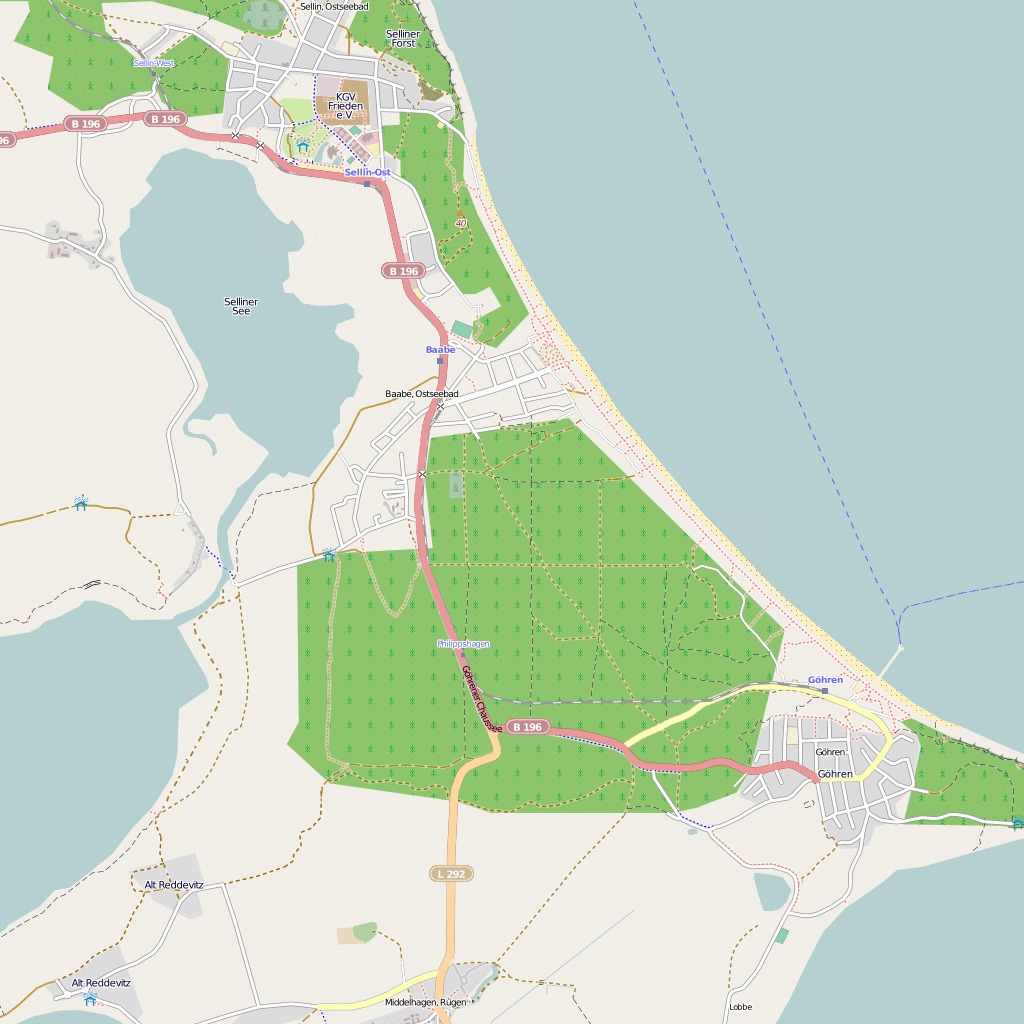 Sellin, Ostseebad
Selliner
Forst
Sellin-West
KGV
Frieden
e.V.
B 196
B 196
96
Sellin-Ost
40
B 196
Selliner
See
Baabe
Baabe, Ostseebad
Philippshagen
Göhrener Chaussee
Göhren
B 196
Göhren
Göhren
L 292
Alt Reddevitz
Alt Reddevitz
Middelhagen, Rügen
Lobbe